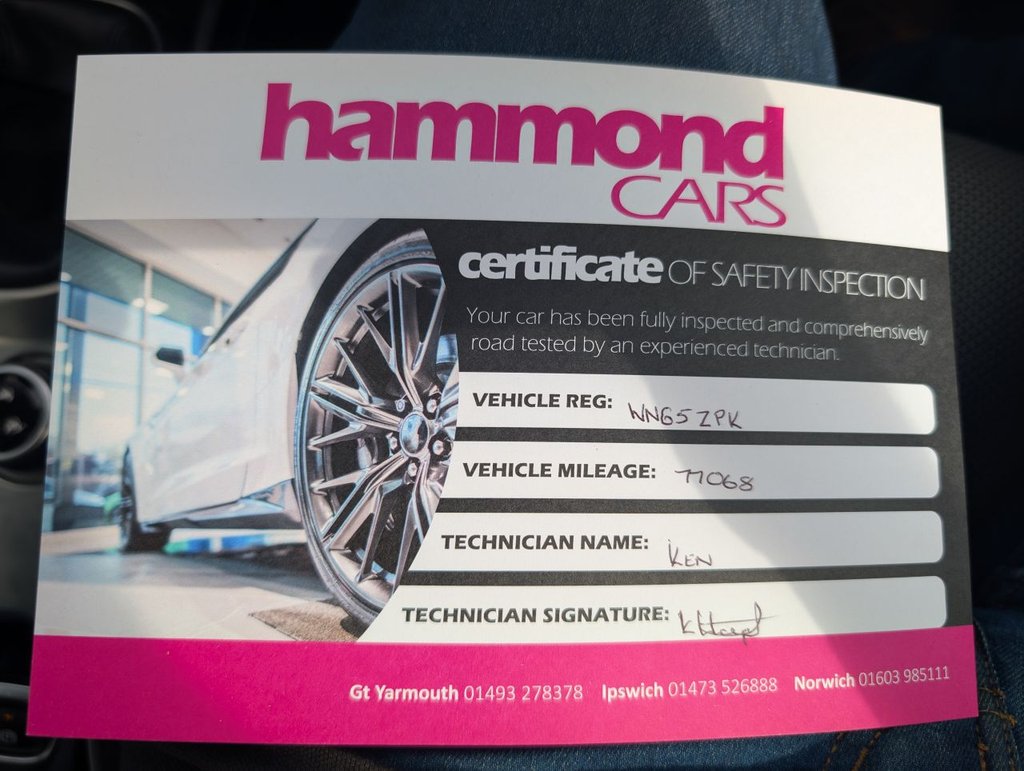 hammond
CARS
certificate OF SAFETY INSPECTION
Your car has been fully inspected and comprehensively
road tested by an experienced technician.
VEHICLE REG: WN65 ZPK
VEHICLE MILEAGE: 77068
TECHNICIAN NAME: KEN
TECHNICIAN SIGNATURE:
Gt Yarmouth 01493 278378 Ipswich 01473 526888 Norwich 01603 985111